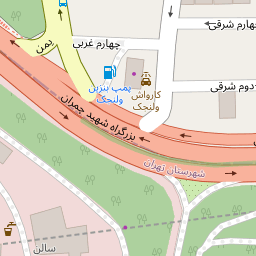 چهارم شرقی
چهارم غربی
یمن
دوم شرقی
پمپ بنزین
ولنجک
کارواش
ولنجک
بزرگراه شهید چمران
شهرستان تهران
سالن